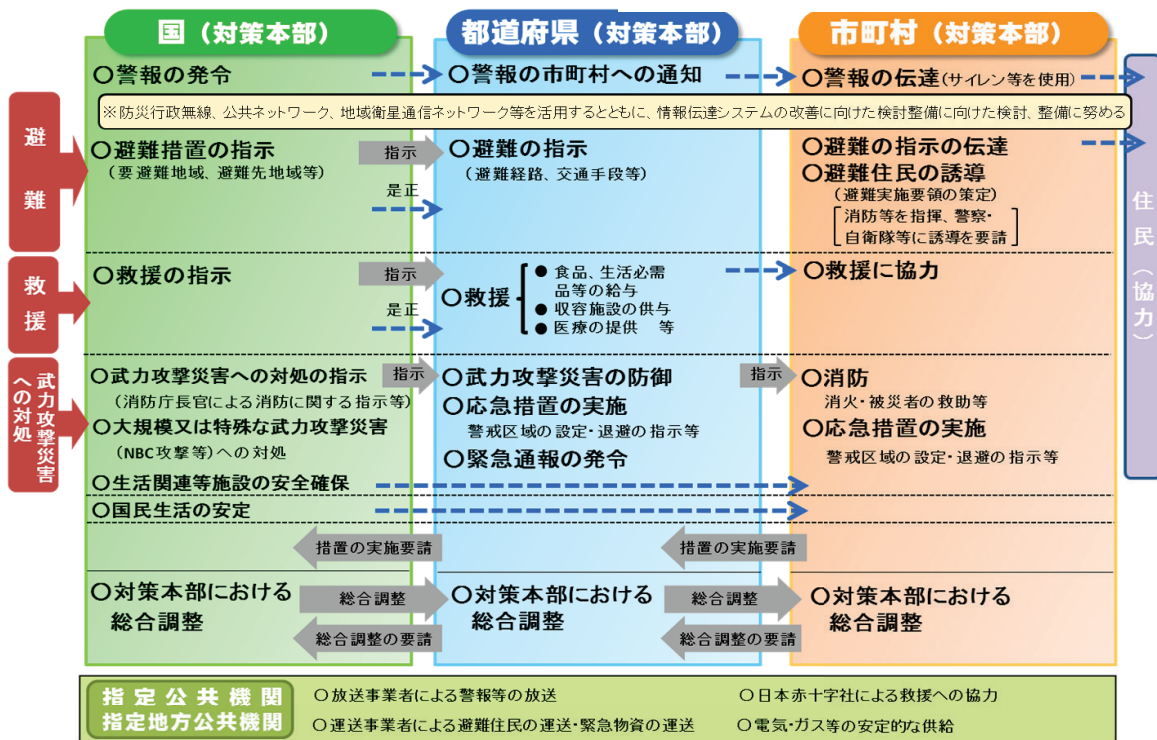 国（対策本部）
都道府県（対策本部）
市町村（対策本部）
避難
救援
武力攻撃災害
への対処
住民（協力）
○警報の発令
○警報の市町村への通知
○警報の伝達(サイレン等を使用)
※防災行政無線、公共ネットワーク、地域衛星通信ネットワーク等を活用するとともに、情報伝達システムの改善に向けた検討整備に向けた検討、整備に努める
○避難措置の指示
（要避難地域、避難先地域等）
指示
是正
○避難の指示
（避難経路、交通手段等）
○避難の指示の伝達
○避難住民の誘導
（避難実施要領の策定）
消防等を指揮、警察・
自衛隊等に誘導を要請
○救援の指示
指示
是正
○救援
● 食品、生活必需
品等の給与
● 収容施設の供与
● 医療の提供　等
○救援に協力
○武力攻撃災害への対処の指示
（消防庁長官による消防に関する指示等）
○大規模又は特殊な武力攻撃災害
（NBC攻撃等）への対処
指示
○武力攻撃災害の防御
○応急措置の実施
警戒区域の設定・退避の指示等
○緊急通報の発令
指示
○消防
消火・被災者の救助等
○応急措置の実施
警戒区域の設定・退避の指示等
○生活関連等施設の安全確保
○国民生活の安定
措置の実施要請
措置の実施要請
○対策本部における
総合調整
総合調整
総合調整の要請
○対策本部における
総合調整
総合調整
総合調整の要請
○対策本部における
総合調整
指定公共機関
指定地方公共機関
○放送事業者による警報等の放送
○日本赤十字社による救援への協力
○運送事業者による避難住民の運送・緊急物資の運送
○電気・ガス等の安定的な供給